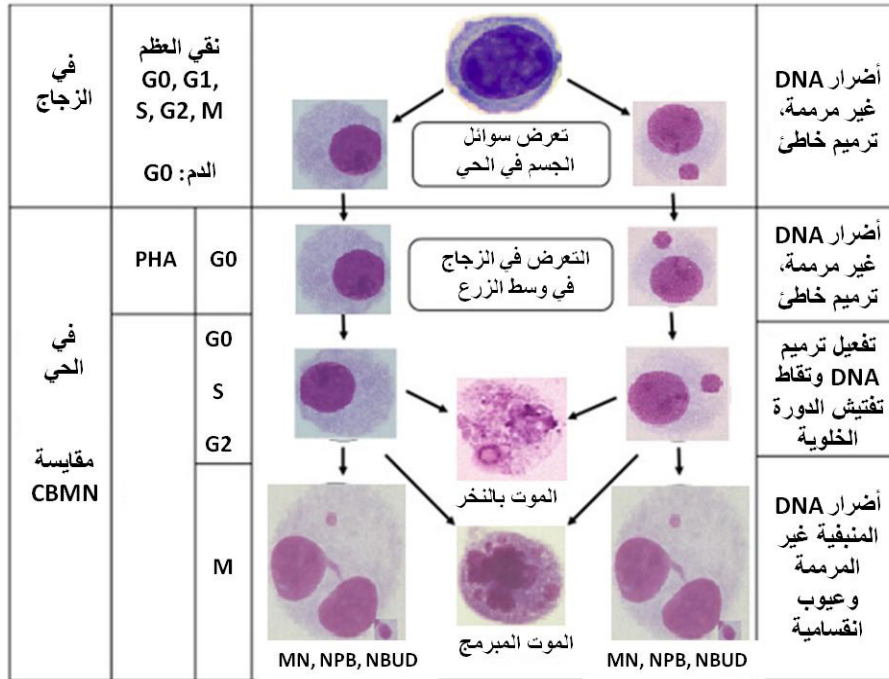 في
الزجاج
نقي العظم
G0, G1,
S, G2, M
الدم: G0
تعرض سوائل
الجسم في الحي
أضرار DNA
غير مرممة،
ترميم خاطئ
في
الحي
مقايسة
CBMN
PHA
G0
التعرض في الزجاج
في وسط الزرع
أضرار DNA
غير مرممة،
ترميم خاطئ
G0
S
G2
الموت بالنخر
تفعيل ترميم
DNA وتقاط
تفتيش الدورة
الخلوية
M
الموت المبرمج
MN, NPB, NBUD
MN, NPB, NBUD
أضرار DNA
المنبفية غير
المرممة
وعيوب
انقسامية